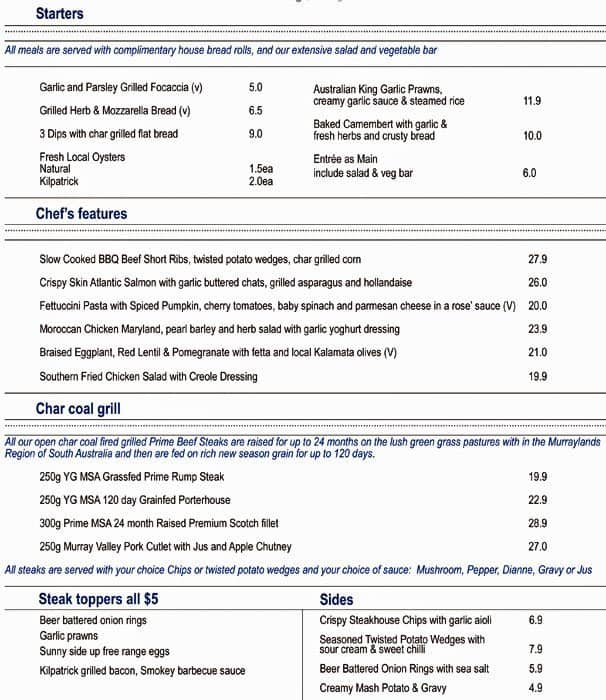 Starters
All meals are served with complimentary house bread rolls, and our extensive salad and vegetable bar
Garlic and Parsley Grilled Focaccia (v) 5.0
Grilled Herb & Mozzarella Bread (v) 6.5
3 Dips with char grilled flat bread 9.0
Fresh Local Oysters
Natural 1.5ea
Kilpatrick 2.0ea
Australian King Garlic Prawns,
creamy garlic sauce & steamed rice 11.9
Baked Camembert with garlic &
fresh herbs and crusty bread 10.0
Entrée as Main
include salad & veg bar 6.0
Chef's features
Slow Cooked BBQ Beef Short Ribs, twisted potato wedges, char grilled corn 27.9
Crispy Skin Atlantic Salmon with garlic buttered chats, grilled asparagus and hollandaise 26.0
Fettuccini Pasta with Spiced Pumpkin, cherry tomatoes, baby spinach and parmesan cheese in a rose' sauce (V) 20.0
Moroccan Chicken Maryland, pearl barley and herb salad with garlic yoghurt dressing 23.9
Braised Eggplant, Red Lentil & Pomegranate with fetta and local Kalamata olives (V) 21.0
Southern Fried Chicken Salad with Creole Dressing 19.9
Char coal grill
All our open char coal fired grilled Prime Beef Steaks are raised for up to 24 months on the lush green grass pastures with in the Murraylands
Region of South Australia and then are fed on rich new season grain for up to 120 days.
250g YG MSA Grassfed Prime Rump Steak 19.9
250g YG MSA 120 day Grainfed Porterhouse 22.9
300g Prime MSA 24 month Raised Premium Scotch fillet 28.9
250g Murray Valley Pork Cutlet with Jus and Apple Chutney 27.0
All steaks are served with your choice Chips or twisted potato wedges and your choice of sauce: Mushroom, Pepper, Dianne, Gravy or Jus
Steak toppers all $5
Beer battered onion rings
Garlic prawns
Sunny side up free range eggs
Kilpatrick grilled bacon, Smokey barbecue sauce
Sides
Crispy Steakhouse Chips with garlic aioli 6.9
Seasoned Twisted Potato Wedges with
sour cream & sweet chilli 7.9
Beer Battered Onion Rings with sea salt 5.9
Creamy Mash Potato & Gravy 4.9